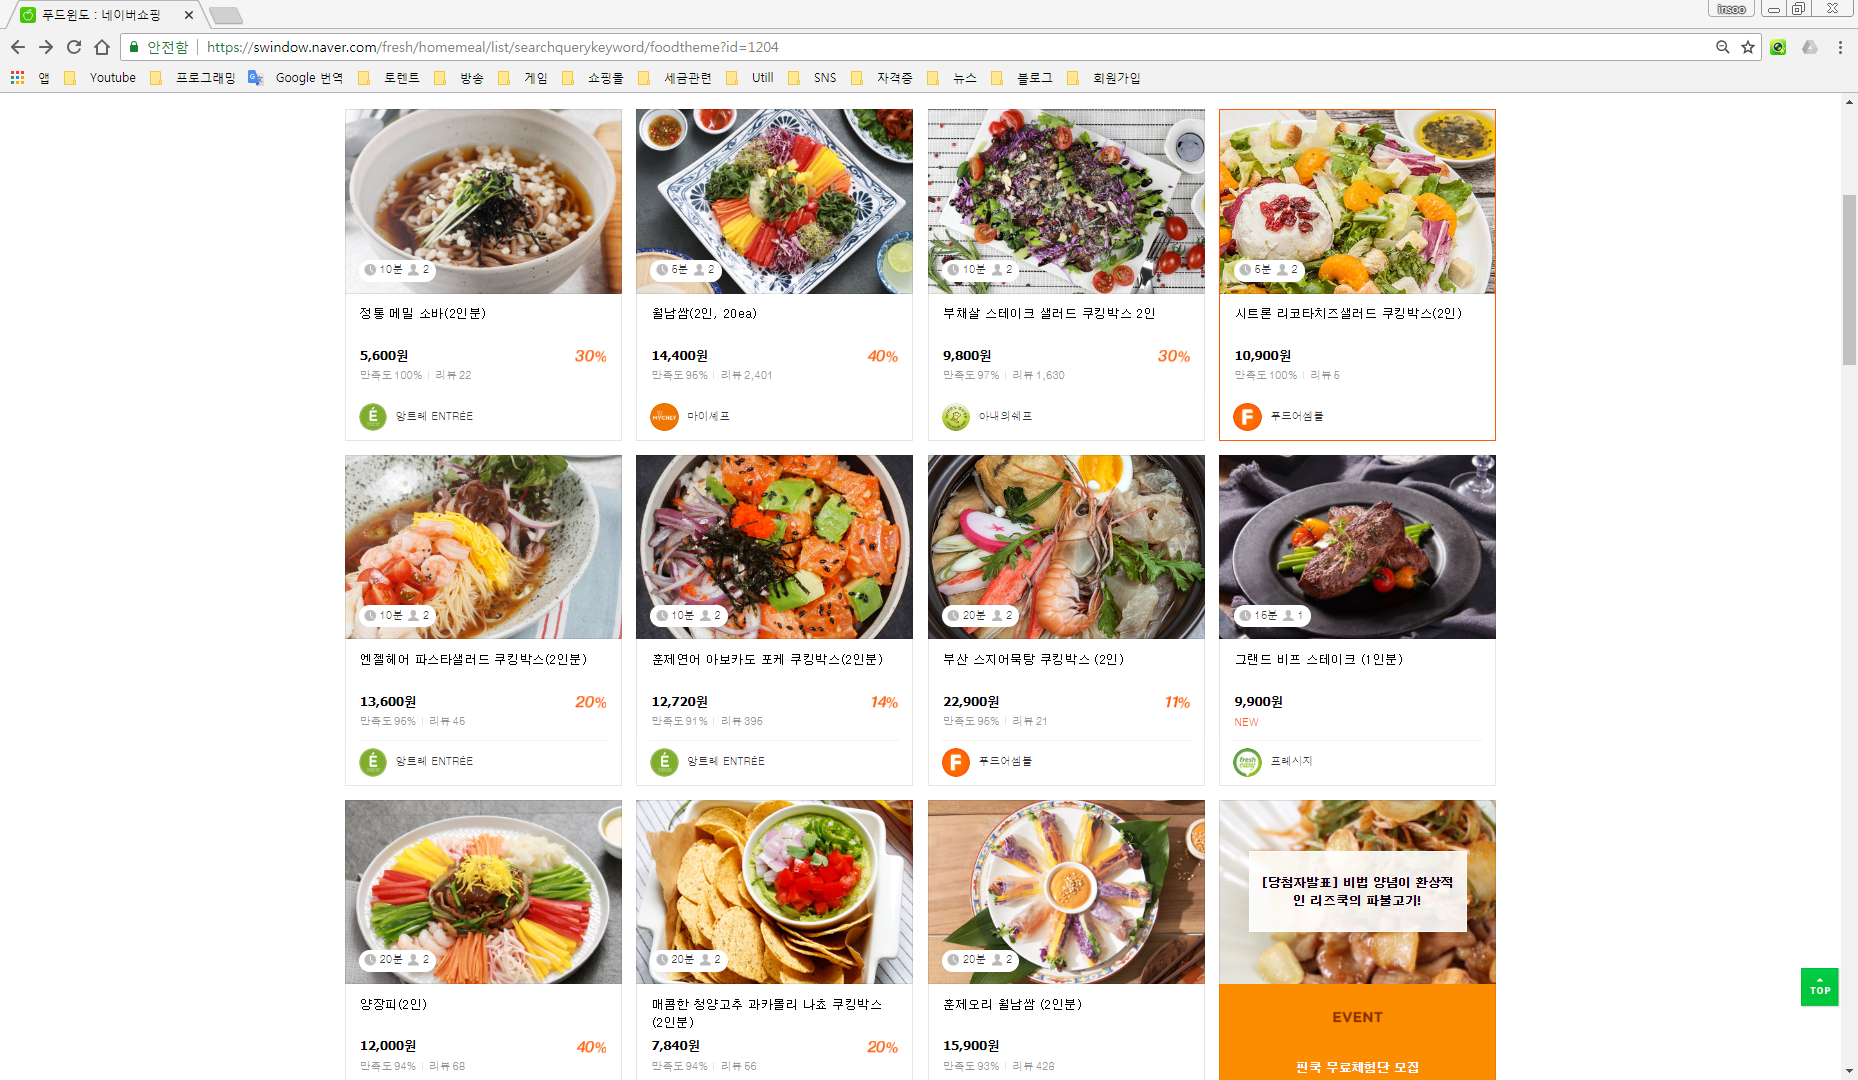 푸드윈도 : 네이버쇼핑
insoo
안전함
https://swindow.naver.com/fresh/homemeal/list/searchquerykeyword/foodtheme?id=1204
앱 Youtube 프로그래밍 Google 번역 토렌트 방송 게임 쇼핑몰 세금관련 Utill SNS 자격증 뉴스 블로그 회원가입
10분 2
정통 메밀 소바(2인분)
5,600원 30%
만족도 100% | 리뷰 22
앙트레 ENTRÉE
5분 2
월남쌈(2인, 20ea)
14,400원 40%
만족도 95% | 리뷰 2,401
MYCHEF
마이셰프
10분 2
부채살 스테이크 샐러드 쿠킹박스 2인
9,800원 30%
만족도 97% | 리뷰 1,630
아내의쉐프
5분 2
시트론 리코타치즈샐러드 쿠킹박스(2인)
10,900원
만족도 100% | 리뷰 5
F
푸드어셈블
10분 2
엔젤헤어 파스타샐러드 쿠킹박스(2인분)
13,600원 20%
만족도 95% | 리뷰 45
앙트레 ENTRÉE
10분 2
훈제연어 아보카도 포케 쿠킹박스(2인분)
12,720원 14%
만족도 91% | 리뷰 395
앙트레 ENTRÉE
20분 2
부산 스지어묵탕 쿠킹박스 (2인)
22,900원 11%
만족도 95% | 리뷰 21
F
푸드어셈블
15분 1
그랜드 비프 스테이크 (1인분)
9,900원
NEW
fresh easy
프레시지
20분 2
양장피(2인)
12,000원 40%
만족도 94% | 리뷰 68
20분 2
매콤한 청양고추 과카몰리 나쵸 쿠킹박스
(2인분)
7,840원 20%
만족도 94% | 리뷰 56
20분 2
훈제오리 월남쌈 (2인분)
15,900원
만족도 93% | 리뷰 428
[당첨자발표] 비법 양념이 환상적
인 리즈쿡의 파불고기!
EVENT
핀쿡 무료체험단 모집
TOP